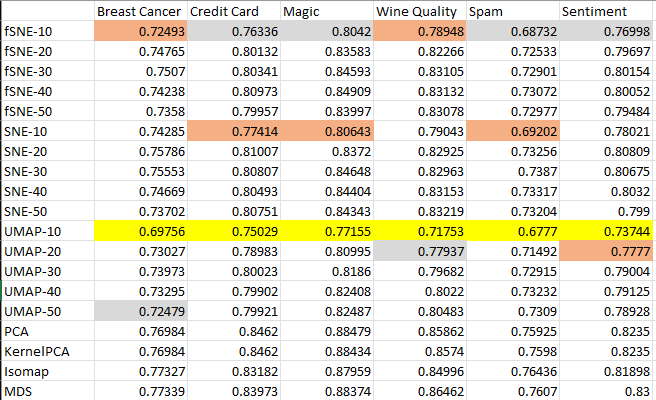 Breast Cancer Credit Card Magic Wine Quality Spam Sentiment
fSNE-10 0.72493 0.76336 0.8042 0.78948 0.68732 0.76998
fSNE-20 0.74765 0.80132 0.83583 0.82266 0.72533 0.79697
fSNE-30 0.7507 0.80341 0.84593 0.83105 0.72901 0.80154
fSNE-40 0.74238 0.80973 0.84909 0.83132 0.73072 0.80052
fSNE-50 0.7358 0.79957 0.83997 0.83078 0.72977 0.79484
SNE-10 0.74285 0.77414 0.80643 0.79043 0.69202 0.78021
SNE-20 0.75786 0.81007 0.8372 0.82925 0.73256 0.80809
SNE-30 0.75553 0.80807 0.84648 0.82963 0.7387 0.80675
SNE-40 0.74669 0.80493 0.84404 0.83153 0.73317 0.8032
SNE-50 0.73702 0.80751 0.84343 0.83219 0.73204 0.799
UMAP-10 0.69756 0.75029 0.77155 0.71753 0.6777 0.73744
UMAP-20 0.73027 0.78983 0.80995 0.77937 0.71492 0.7777
UMAP-30 0.73973 0.80023 0.8186 0.79682 0.72915 0.79004
UMAP-40 0.73295 0.79902 0.82408 0.8022 0.73232 0.79125
UMAP-50 0.72479 0.79921 0.82487 0.80483 0.7309 0.78928
PCA 0.76984 0.8462 0.88479 0.85862 0.75925 0.8235
KernelPCA 0.76984 0.8462 0.88434 0.8574 0.7598 0.8235
Isomap 0.77327 0.83182 0.87959 0.84996 0.76436 0.81898
MDS 0.77339 0.83973 0.88374 0.86462 0.7607 0.83